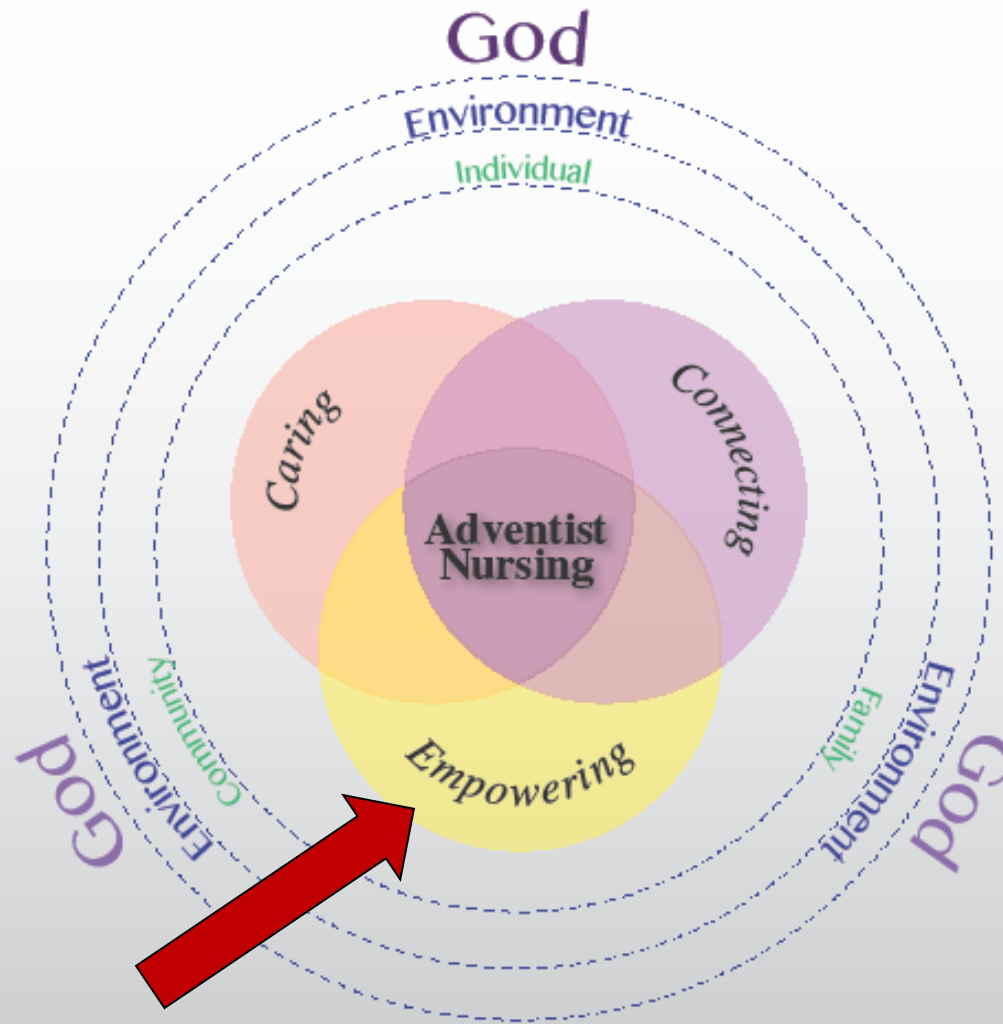 God
Environment
Individual
Caring
Connecting
Adventist
Nursing
Empowering
Community
Environment
God
Family
Environment
God